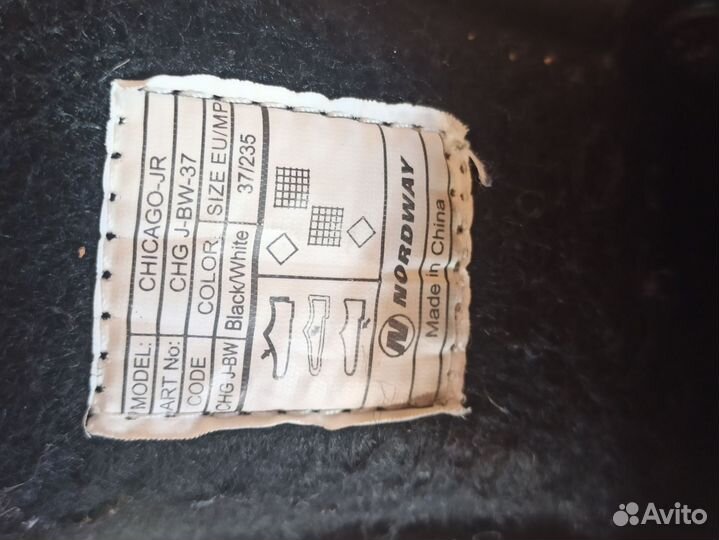 MODEL: CHICAGO-JR
ART No: CHG J-BW-37
CODE COLOR SIZE EU/MP
CHG J-BW Black/White 37/235
NORDWAY
Made in China
Avito